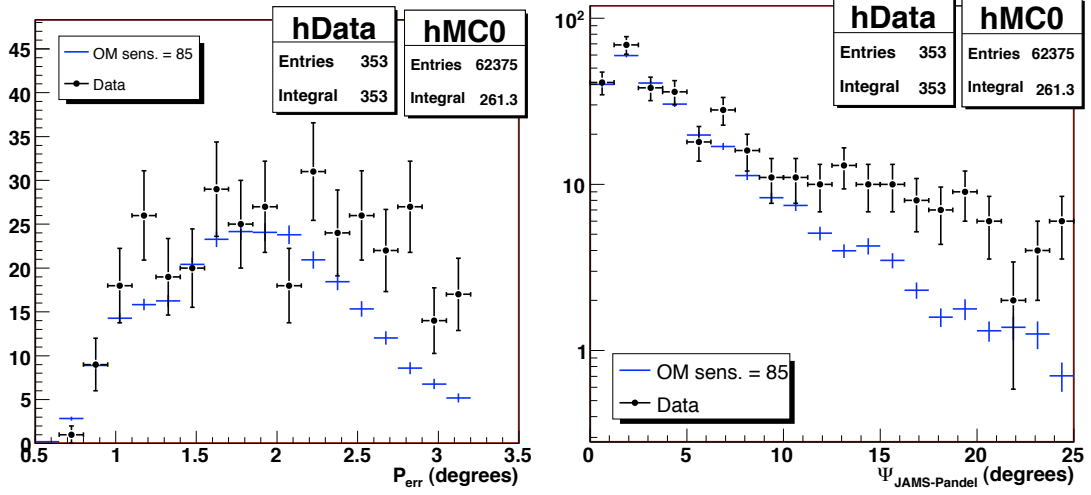 hData
Entries 353
Integral 353
hMC0
Entries 62375
Integral 261.3
OM sens. = 85
Data
45
40
35
30
25
20
15
10
5
0
0.5 1 1.5 2 2.5 3 3.5
P_err (degrees)
hData
Entries 353
Integral 353
hMC0
Entries 62375
Integral 261.3
10²
10
1
OM sens. = 85
Data
0 5 10 15 20 25
Ψ_JAMS-Pandel (degrees)